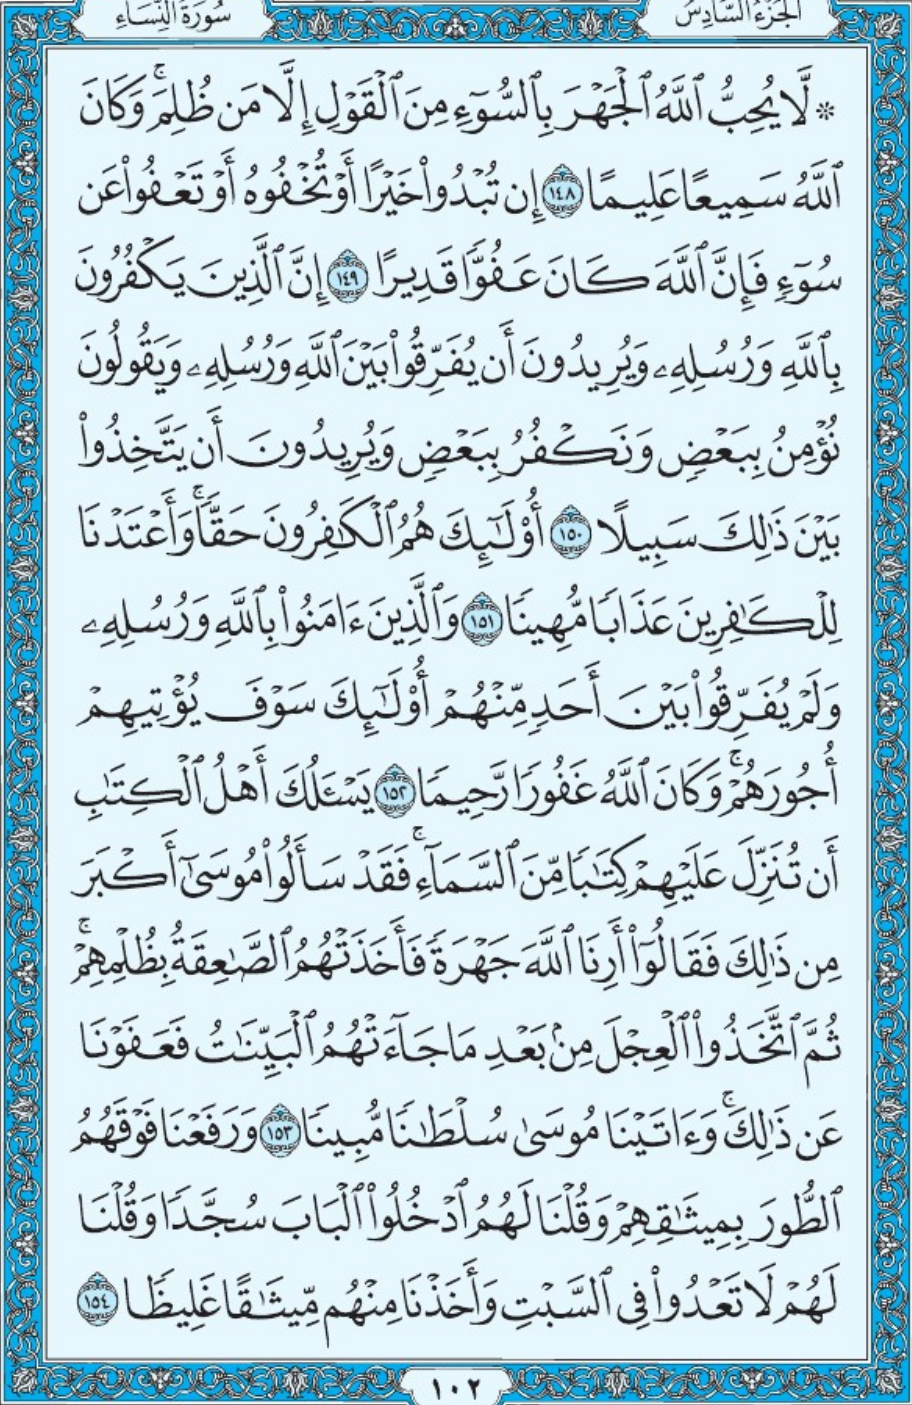 الجزء السادس
سورة النساء
۞ لَّا يُحِبُّ ٱللَّهُ ٱلْجَهْرَ بِٱلسُّوٓءِ مِنَ ٱلْقَوْلِ إِلَّا مَن ظُلِمَ ۚ وَكَانَ
ٱللَّهُ سَمِيعًا عَلِيمًا ١٤٨ إِن تُبْدُوا۟ خَيْرًا أَوْ تُخْفُوهُ أَوْ تَعْفُوا۟ عَن
سُوٓءٍ فَإِنَّ ٱللَّهَ كَانَ عَفُوًّا قَدِيرًا ١٤٩ إِنَّ ٱلَّذِينَ يَكْفُرُونَ
بِٱللَّهِ وَرُسُلِهِۦ وَيُرِيدُونَ أَن يُفَرِّقُوا۟ بَيْنَ ٱللَّهِ وَرُسُلِهِۦ وَيَقُولُونَ
نُؤْمِنُ بِبَعْضٍ وَنَكْفُرُ بِبَعْضٍ وَيُرِيدُونَ أَن يَتَّخِذُوا۟
بَيْنَ ذَٰلِكَ سَبِيلًا ١٥٠ أُو۟لَـٰٓئِكَ هُمُ ٱلْكَـٰفِرُونَ حَقًّا ۚ وَأَعْتَدْنَا
لِلْكَـٰفِرِينَ عَذَابًا مُّهِينًا ١٥١ وَٱلَّذِينَ ءَامَنُوا۟ بِٱللَّهِ وَرُسُلِهِۦ
وَلَمْ يُفَرِّقُوا۟ بَيْنَ أَحَدٍ مِّنْهُمْ أُو۟لَـٰٓئِكَ سَوْفَ يُؤْتِيهِمْ
أُجُورَهُمْ ۚ وَكَانَ ٱللَّهُ غَفُورًا رَّحِيمًا ١٥٢ يَسْـَٔلُكَ أَهْلُ ٱلْكِتَـٰبِ
أَن تُنَزِّلَ عَلَيْهِمْ كِتَـٰبًا مِّنَ ٱلسَّمَآءِ ۚ فَقَدْ سَأَلُوا۟ مُوسَىٰٓ أَكْبَرَ
مِن ذَٰلِكَ فَقَالُوٓا۟ أَرِنَا ٱللَّهَ جَهْرَةً فَأَخَذَتْهُمُ ٱلصَّـٰعِقَةُ بِظُلْمِهِمْ ۚ
ثُمَّ ٱتَّخَذُوا۟ ٱلْعِجْلَ مِنۢ بَعْدِ مَا جَآءَتْهُمُ ٱلْبَيِّنَـٰتُ فَعَفَوْنَا
عَن ذَٰلِكَ ۚ وَءَاتَيْنَا مُوسَىٰ سُلْطَـٰنًا مُّبِينًا ١٥٣ وَرَفَعْنَا فَوْقَهُمُ
ٱلطُّورَ بِمِيثَـٰقِهِمْ وَقُلْنَا لَهُمُ ٱدْخُلُوا۟ ٱلْبَابَ سُجَّدًا وَقُلْنَا
لَهُمْ لَا تَعْدُوا۟ فِى ٱلسَّبْتِ وَأَخَذْنَا مِنْهُم مِّيثَـٰقًا غَلِيظًا ١٥٤
١٠٢